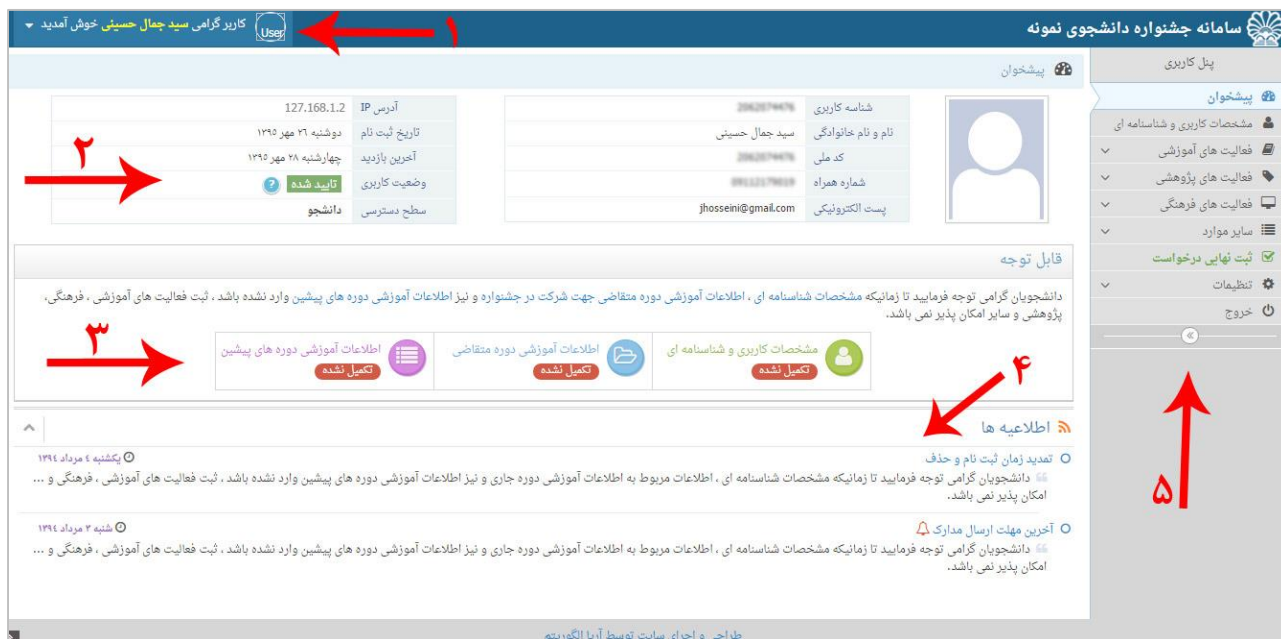 سامانه جشنواره دانشجوی نمونه
User
کاربر گرامی سید جمال حسینی خوش آمدید
۱
پنل کاربری
پیشخوان
مشخصات کاربری و شناسنامه ای
فعالیت های آموزشی
فعالیت های پژوهشی
فعالیت های فرهنگی
سایر موارد
ثبت نهایی درخواست
تنظیمات
خروج
۵
پیشخوان
شناسه کاربری
نام و نام خانوادگی سید جمال حسینی
کد ملی
شماره همراه
پست الکترونیکی jhosseini@gmail.com
آدرس IP 127.168.1.2
تاریخ ثبت نام دوشنبه ۲٦ مهر ۱۳۹٥
آخرین بازدید چهارشنبه ۲۸ مهر ۱۳۹٥
وضعیت کاربری تایید شده ?
سطح دسترسی دانشجو
۲
قابل توجه
دانشجویان گرامی توجه فرمایید تا زمانیکه مشخصات شناسنامه ای ، اطلاعات آموزشی دوره متقاضی جهت شرکت در جشنواره و نیز اطلاعات آموزشی دوره های پیشین وارد نشده باشد ، ثبت فعالیت های آموزشی ، فرهنگی،
پژوهشی و سایر امکان پذیر نمی باشد.
مشخصات کاربری و شناسنامه ای
تکمیل نشده
اطلاعات آموزشی دوره متقاضی
تکمیل نشده
اطلاعات آموزشی دوره های پیشین
تکمیل نشده
۳
۴
اطلاعیه ها
تمدید زمان ثبت نام و حذف
یکشنبه ٤ مرداد ۱۳۹٤
دانشجویان گرامی توجه فرمایید تا زمانیکه مشخصات شناسنامه ای ، اطلاعات مربوط به اطلاعات آموزشی دوره جاری و نیز اطلاعات آموزشی دوره های پیشین وارد نشده باشد ، ثبت فعالیت های آموزشی ، فرهنگی و ...
امکان پذیر نمی باشد.
آخرین مهلت ارسال مدارک
شنبه ۳ مرداد ۱۳۹٤
دانشجویان گرامی توجه فرمایید تا زمانیکه مشخصات شناسنامه ای ، اطلاعات مربوط به اطلاعات آموزشی دوره جاری و نیز اطلاعات آموزشی دوره های پیشین وارد نشده باشد ، ثبت فعالیت های آموزشی ، فرهنگی و ...
امکان پذیر نمی باشد.
طراحی و اجرای سایت توسط آریا الگوریتم